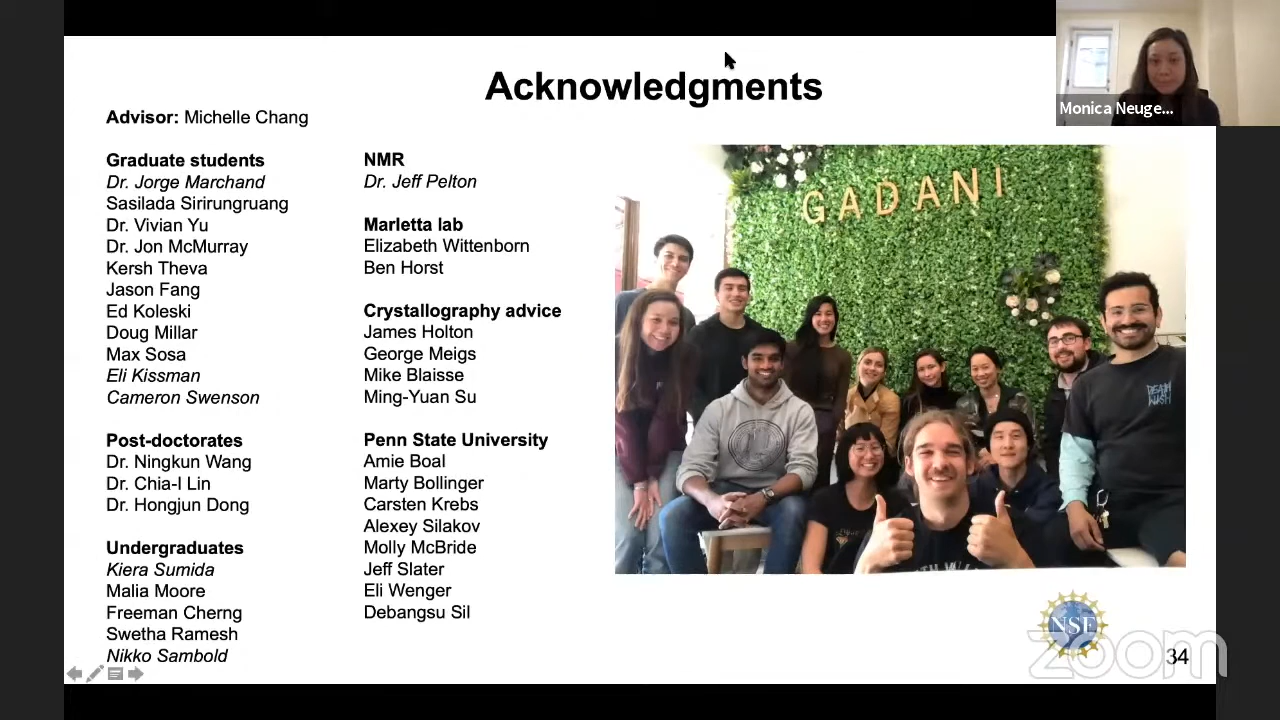 Acknowledgments
Monica Neuge...
Advisor: Michelle Chang
Graduate students
Dr. Jorge Marchand
Sasilada Sirirungruang
Dr. Vivian Yu
Dr. Jon McMurray
Kersh Theva
Jason Fang
Ed Koleski
Doug Millar
Max Sosa
Eli Kissman
Cameron Swenson
Post-doctorates
Dr. Ningkun Wang
Dr. Chia-I Lin
Dr. Hongjun Dong
Undergraduates
Kiera Sumida
Malia Moore
Freeman Cherng
Swetha Ramesh
Nikko Sambold
NMR
Dr. Jeff Pelton
Marletta lab
Elizabeth Wittenborn
Ben Horst
Crystallography advice
James Holton
George Meigs
Mike Blaisse
Ming-Yuan Su
Penn State University
Amie Boal
Marty Bollinger
Carsten Krebs
Alexey Silakov
Molly McBride
Jeff Slater
Eli Wenger
Debangsu Sil
GADANI
DEATH
WISH
NSF
zoom
34